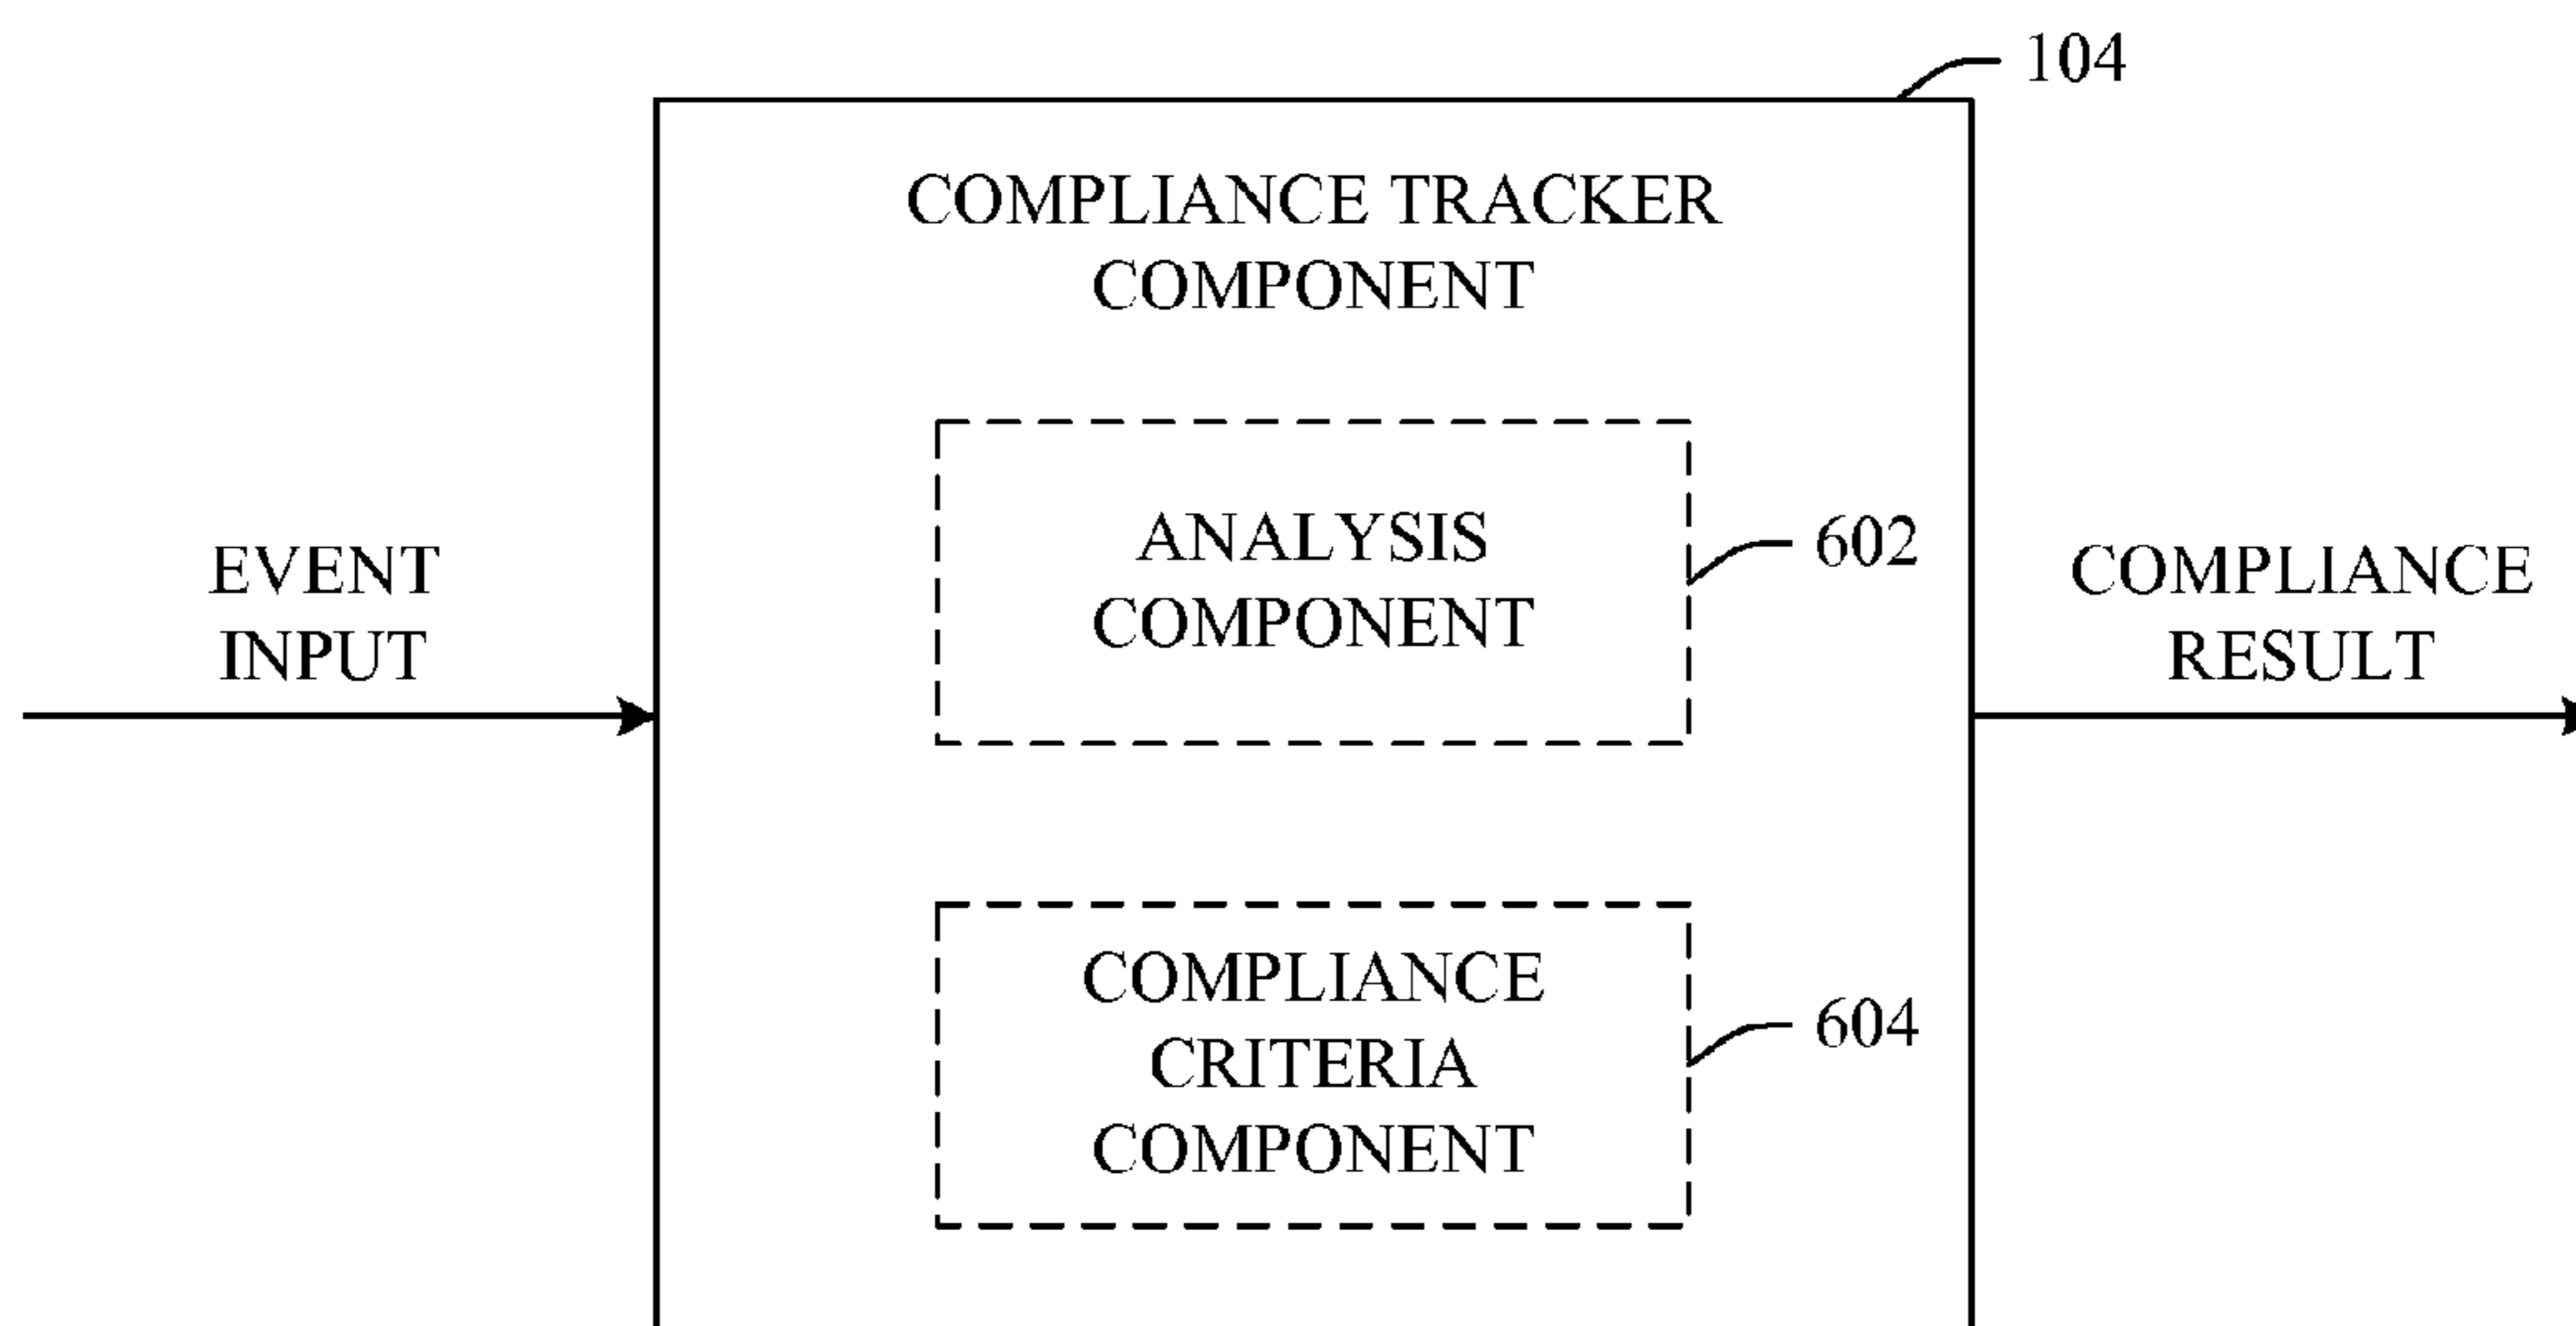 104
COMPLIANCE TRACKER
COMPONENT
ANALYSIS
COMPONENT
602
EVENT
INPUT
COMPLIANCE
RESULT
COMPLIANCE
CRITERIA
COMPONENT
604